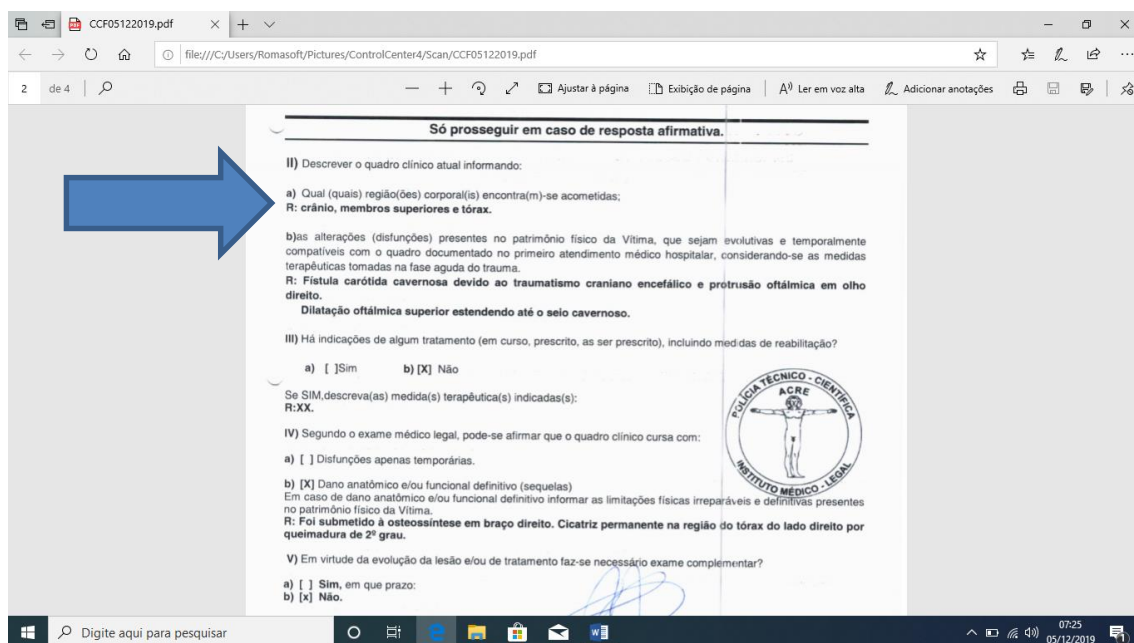 CCF05122019.pdf
file:///C:/Users/Romasoft/Pictures/ControlCenter4/Scan/CCF05122019.pdf
2 de 4 Ajustar à página Exibição de página Ler em voz alta Adicionar anotações
Só prosseguir em caso de resposta afirmativa.
II) Descrever o quadro clínico atual informando:
a) Qual (quais) região(ões) corporal(is) encontra(m)-se acometidas;
R: crânio, membros superiores e tórax.
b)as alterações (disfunções) presentes no patrimônio físico da Vítima, que sejam evolutivas e temporalmente
compatíveis com o quadro documentado no primeiro atendimento médico hospitalar, considerando-se as medidas
terapêuticas tomadas na fase aguda do trauma.
R: Fístula carótida cavernosa devido ao traumatismo craniano encefálico e protrusão oftálmica em olho
direito.
Dilatação oftálmica superior estendendo até o seio cavernoso.
III) Há indicações de algum tratamento (em curso, prescrito, as ser prescrito), incluindo medidas de reabilitação?
a) [ ]Sim b) [X] Não
Se SIM,descreva(as) medida(s) terapêutica(s) indicadas(s):
R:XX.
POLÍCIA TÉCNICO - CIENTÍFICA
ACRE
INSTITUTO MÉDICO - LEGAL
IV) Segundo o exame médico legal, pode-se afirmar que o quadro clínico cursa com:
a) [ ] Disfunções apenas temporárias.
b) [X] Dano anatômico e/ou funcional definitivo (sequelas)
Em caso de dano anatômico e/ou funcional definitivo informar as limitações físicas irreparáveis e definitivas presentes
no patrimônio físico da Vítima.
R: Foi submetido à osteossíntese em braço direito. Cicatriz permanente na região do tórax do lado direito por
queimadura de 2º grau.
V) Em virtude da evolução da lesão e/ou de tratamento faz-se necessário exame complementar?
a) [ ] Sim, em que prazo:
b) [x] Não.
Digite aqui para pesquisar
07:25
05/12/2019